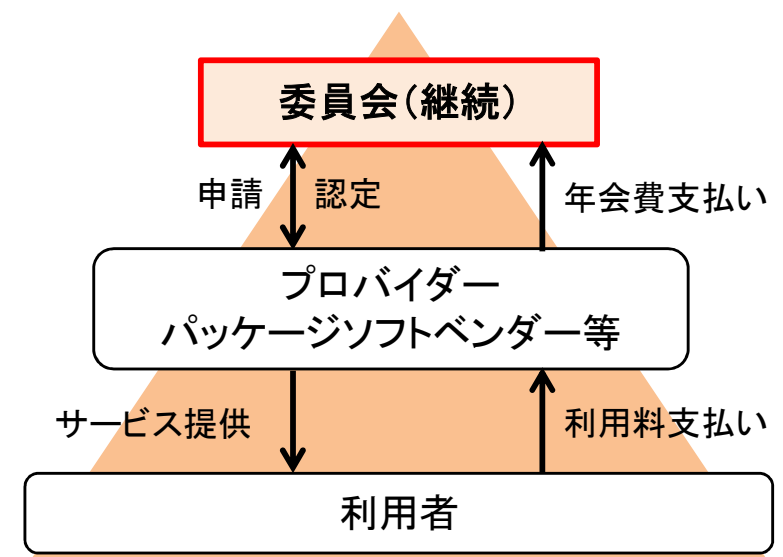 委員会(継続)
申請 認定
年会費支払い
プロバイダー
パッケージソフトベンダー等
サービス提供
利用料支払い
利用者